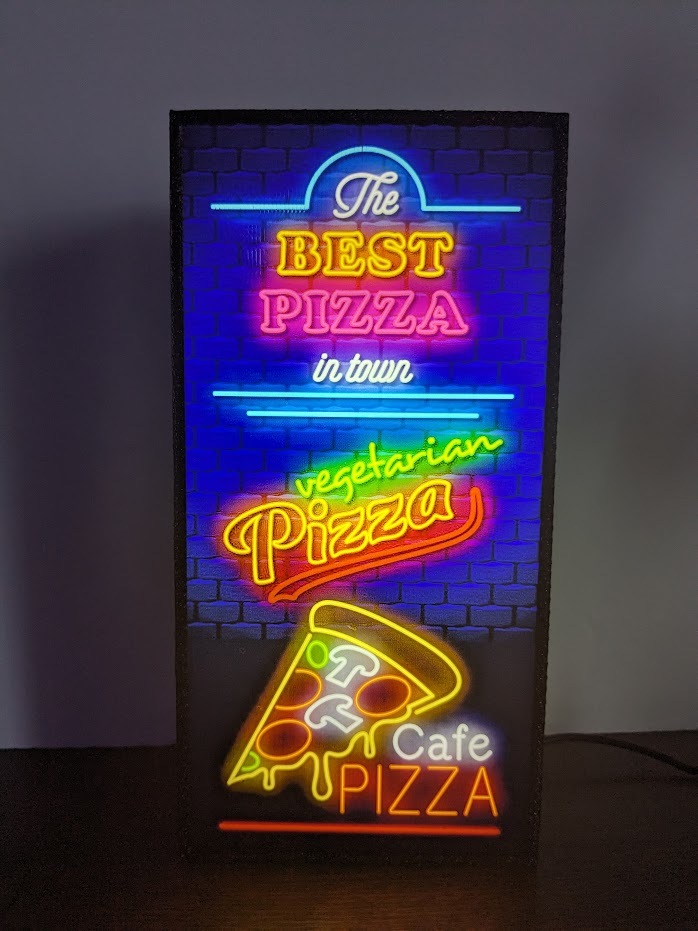 The
BEST
PIZZA
in town
vegetarian
Pizza
Cafe
PIZZA